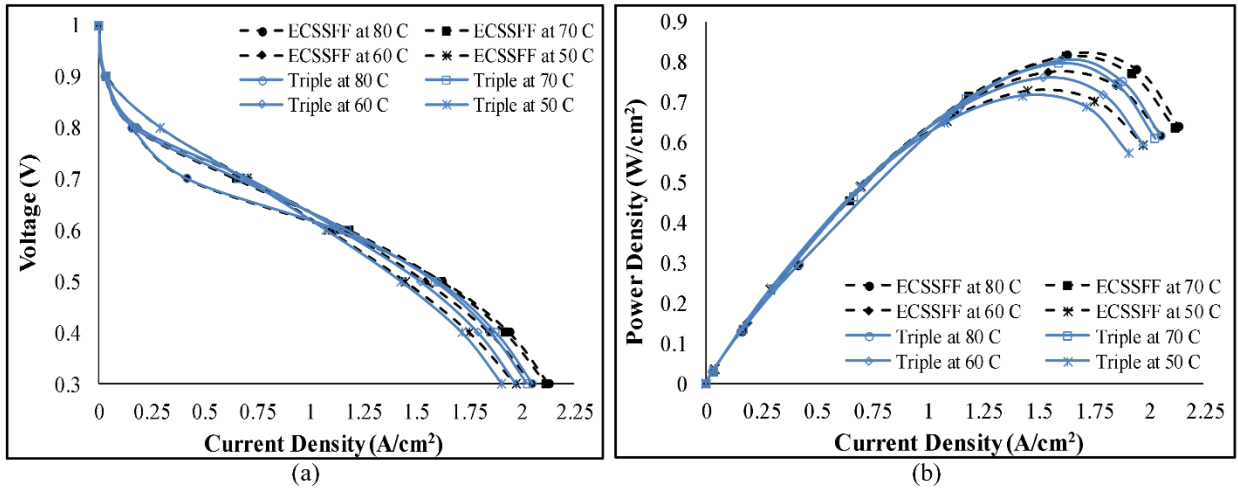 1
0.9
0.8
0.7
0.6
0.5
0.4
0.3
Voltage (V)
ECSSFF at 80 C
ECSSFF at 70 C
ECSSFF at 60 C
ECSSFF at 50 C
Triple at 80 C
Triple at 70 C
Triple at 60 C
Triple at 50 C
0 0.25 0.5 0.75 1 1.25 1.5 1.75 2 2.25
Current Density (A/cm²)
(a)
0.9
0.8
0.7
0.6
0.5
0.4
0.3
0.2
0.1
0
Power Density (W/cm²)
ECSSFF at 80 C
ECSSFF at 70 C
ECSSFF at 60 C
ECSSFF at 50 C
Triple at 80 C
Triple at 70 C
Triple at 60 C
Triple at 50 C
0 0.25 0.5 0.75 1 1.25 1.5 1.75 2 2.25
Current Density (A/cm²)
(b)